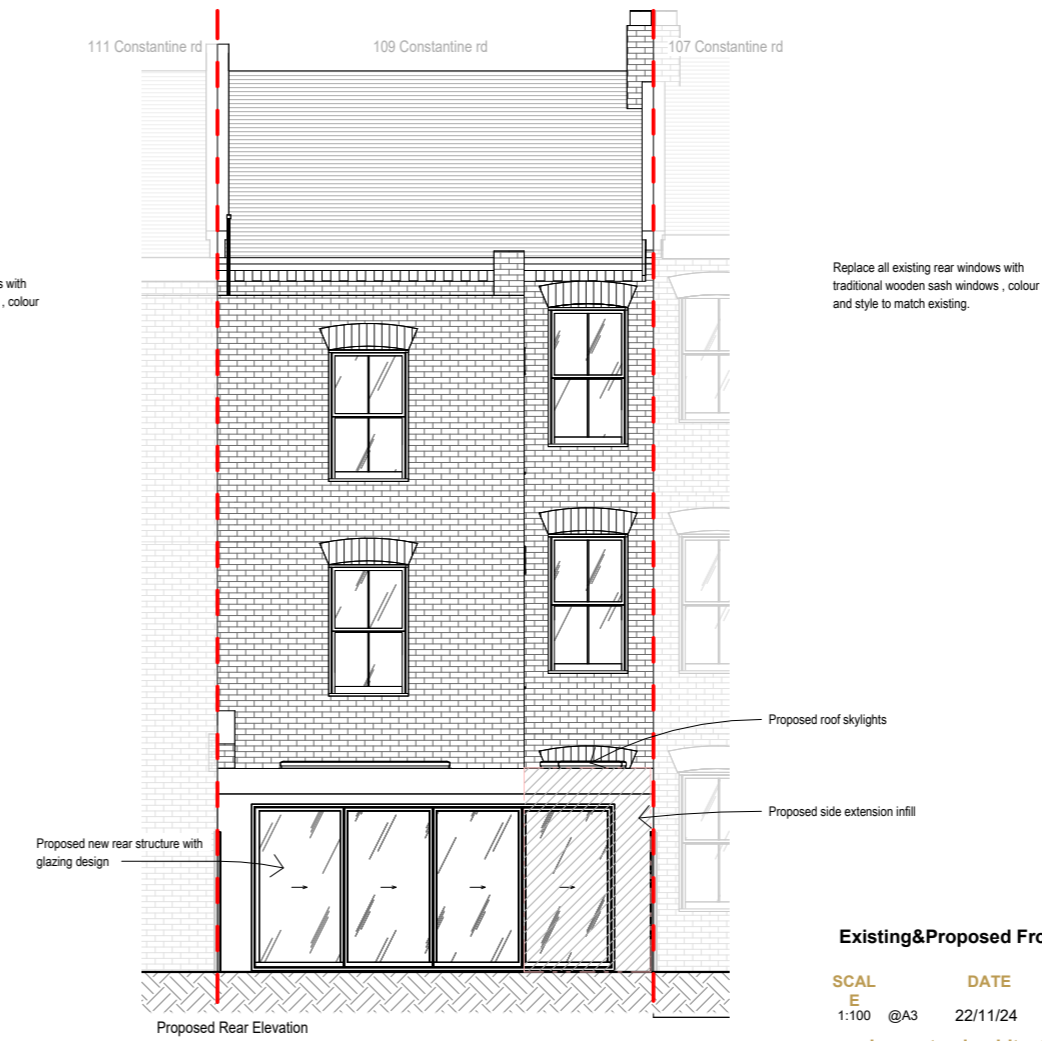 111 Constantine rd
109 Constantine rd
107 Constantine rd
s with
, colour
Replace all existing rear windows with
traditional wooden sash windows , colour
and style to match existing.
Proposed roof skylights
Proposed side extension infill
Proposed new rear structure with
glazing design
Proposed Rear Elevation
Existing&Proposed Fro
SCAL
E
DATE
1:100 @A3
22/11/24